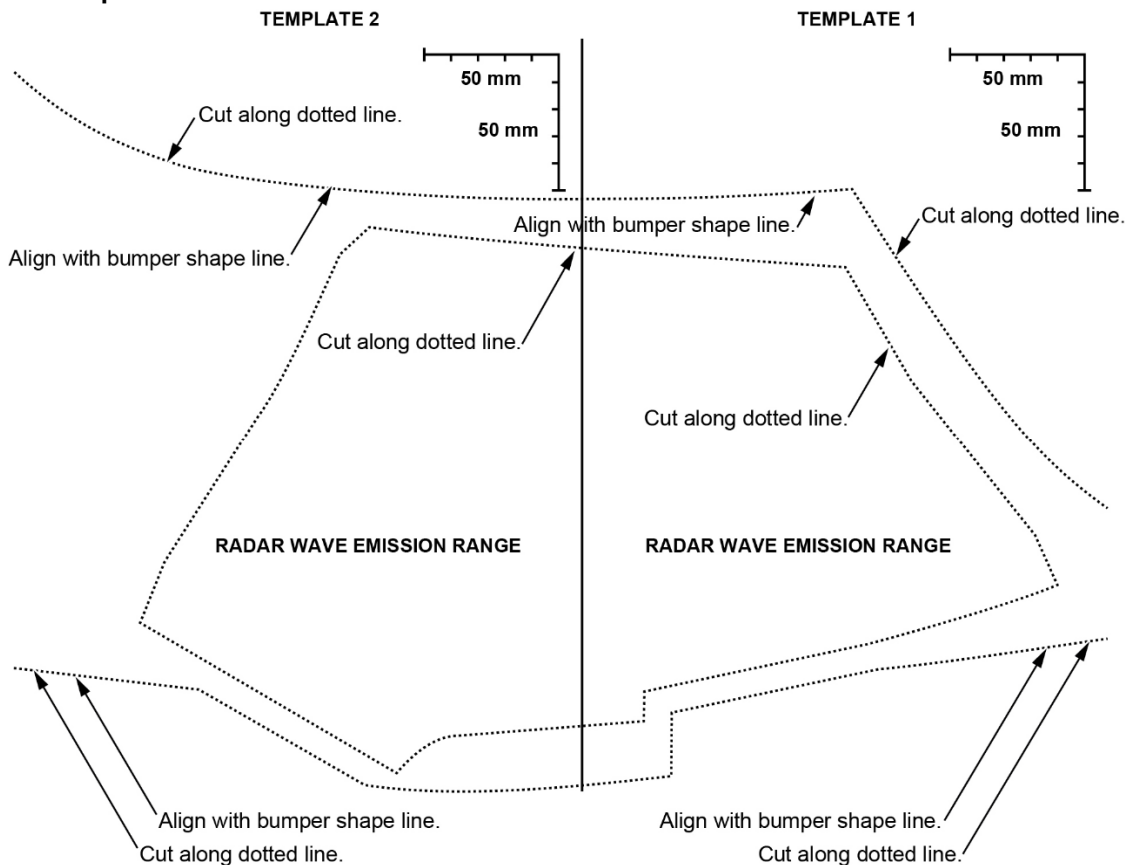 TEMPLATE 2
TEMPLATE 1
50 mm
50 mm
50 mm
50 mm
Cut along dotted line.
Align with bumper shape line.
Cut along dotted line.
Align with bumper shape line.
Cut along dotted line.
Cut along dotted line.
RADAR WAVE EMISSION RANGE
RADAR WAVE EMISSION RANGE
Align with bumper shape line.
Align with bumper shape line.
Cut along dotted line.
Cut along dotted line.